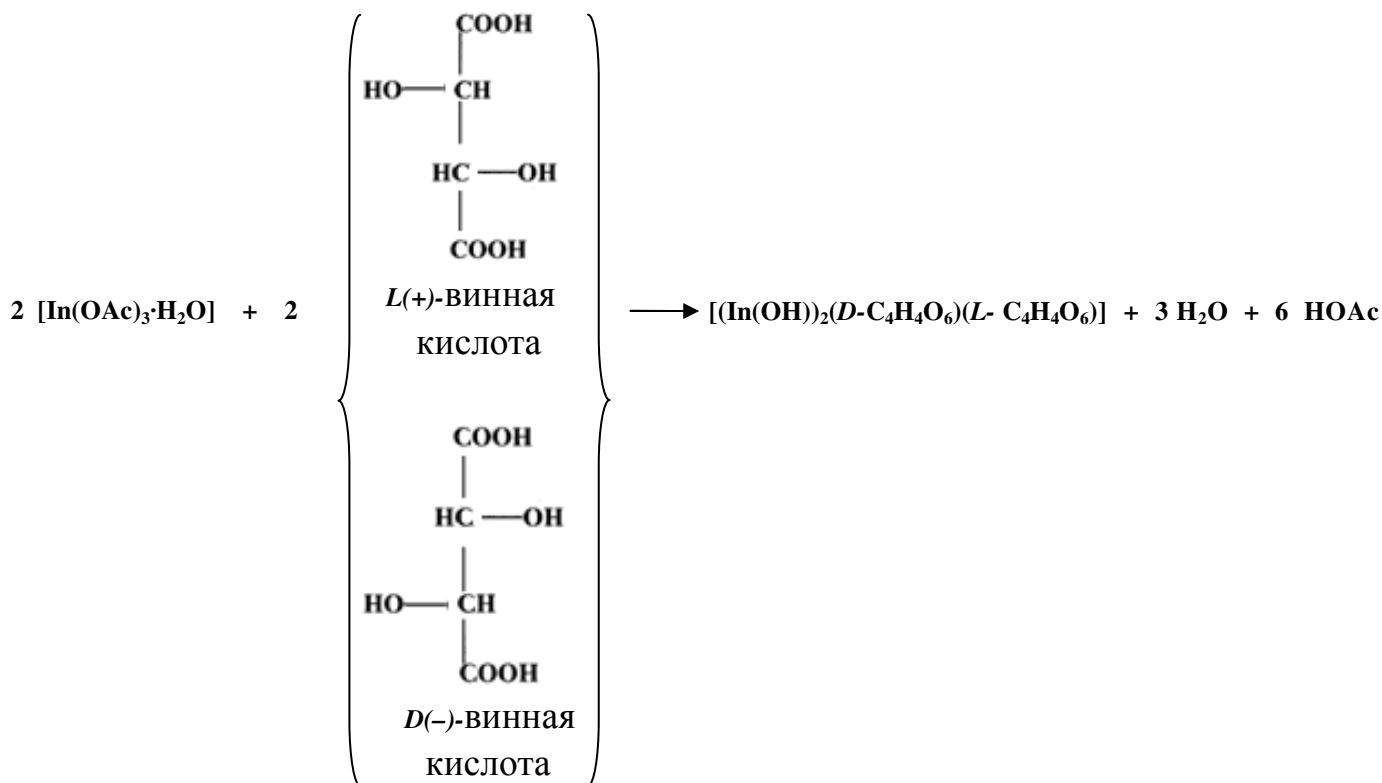 COOH
HO CH
HC OH
COOH
L(+)-винная
кислота
2 [In(OAc)₃·H₂O] + 2 → [(In(OH))₂(D-C₄H₄O₆)(L- C₄H₄O₆)] + 3 H₂O + 6 HOAc
COOH
HC OH
HO CH
COOH
D(–)-винная
кислота